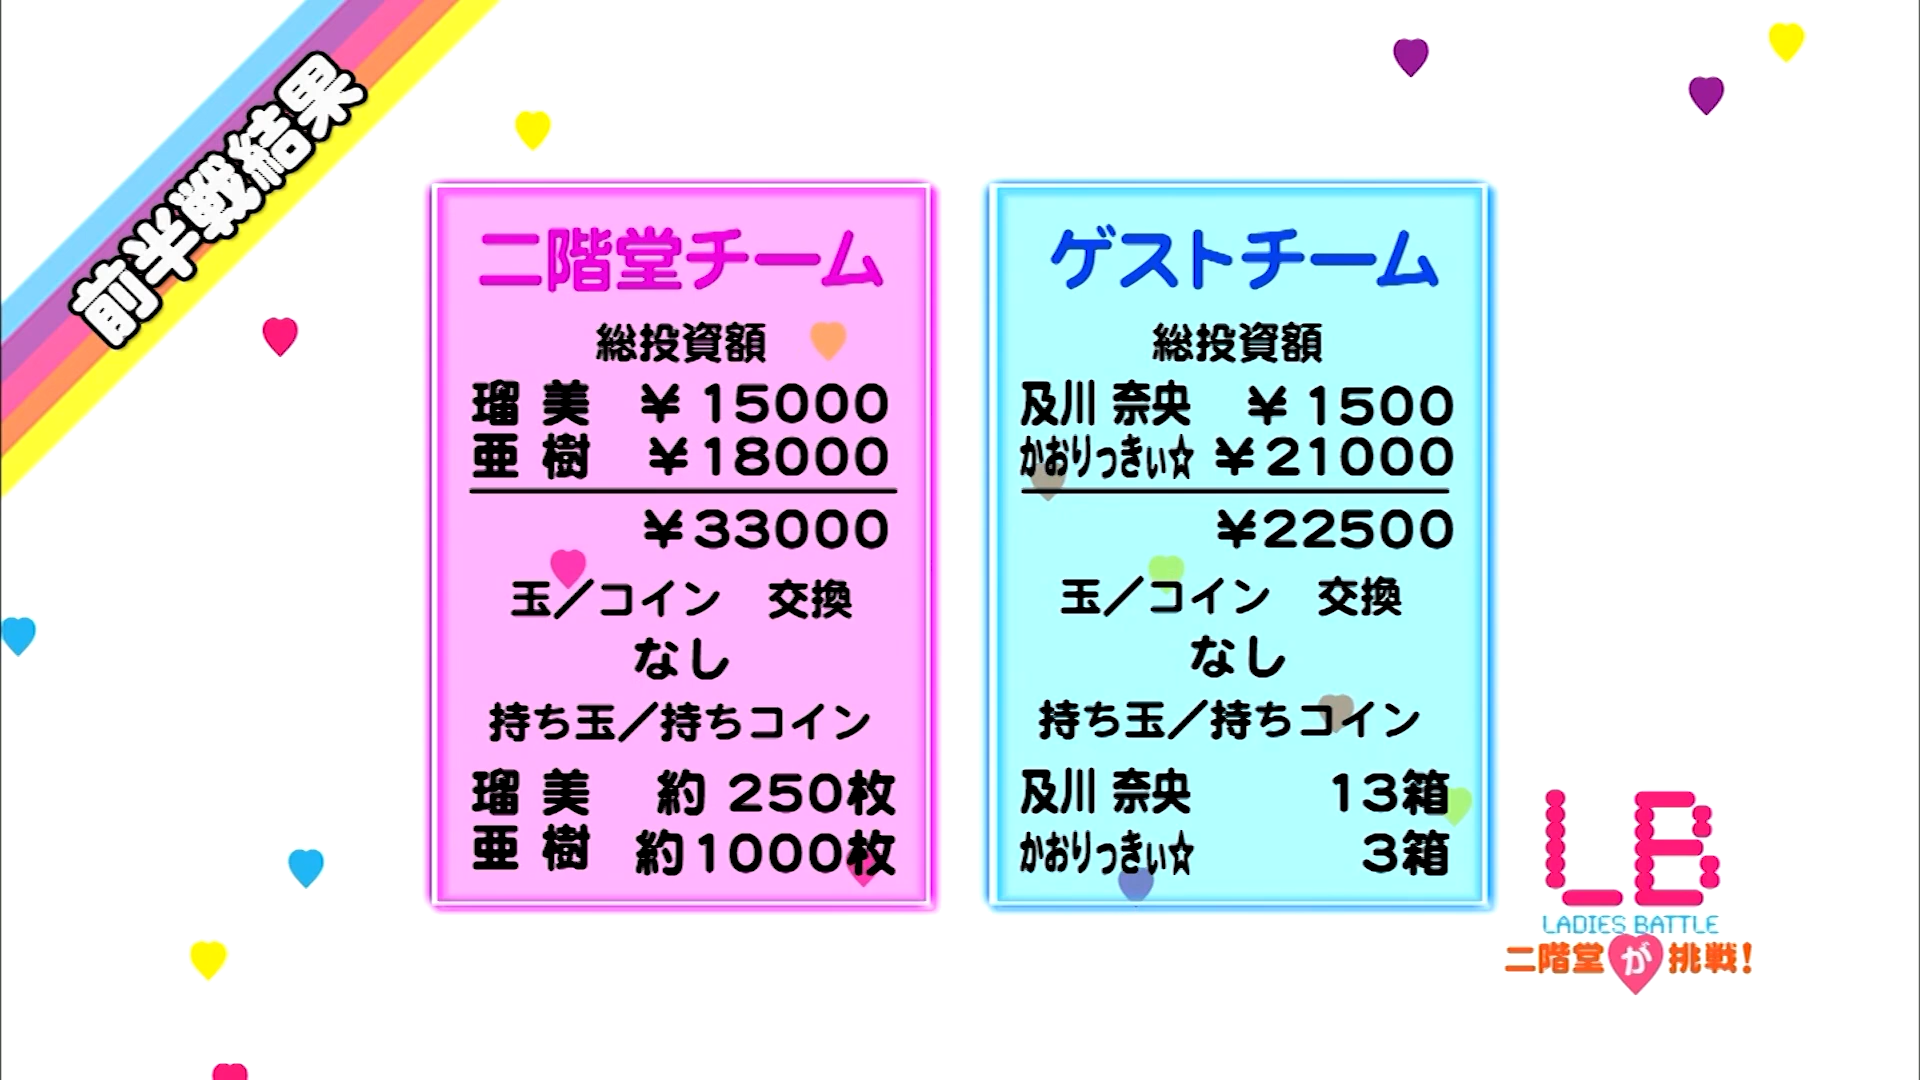 前半戦結果
二階堂チーム
総投資額
瑠美 ¥15000
亜樹 ¥18000
¥33000
玉／コイン 交換
なし
持ち玉／持ちコイン
瑠美 約250枚
亜樹 約1000枚
ゲストチーム
総投資額
及川 奈央 ¥1500
かおりっきぃ☆ ¥21000
¥22500
玉／コイン 交換
なし
持ち玉／持ちコイン
及川 奈央 13箱
かおりっきぃ☆ 3箱
LB
LADIES BATTLE
二階堂が挑戦!